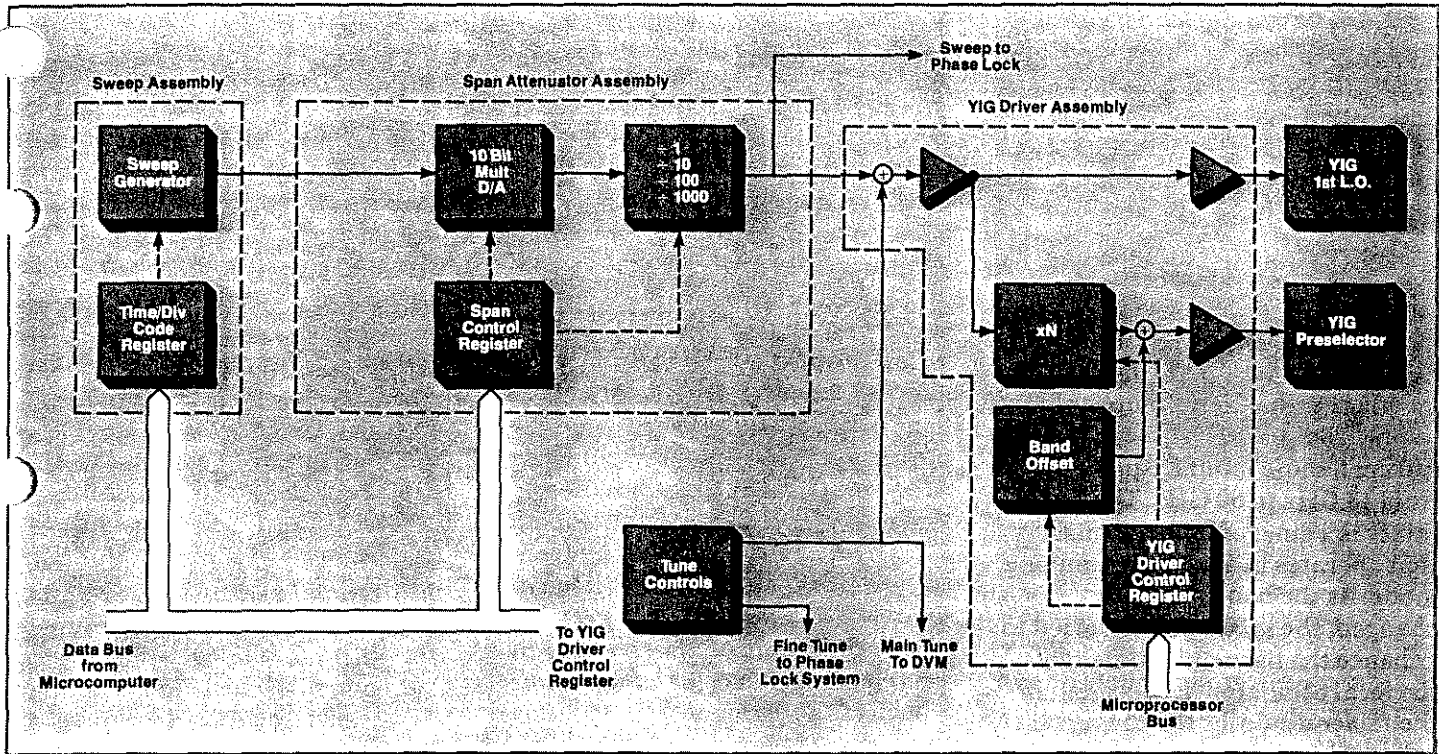 Sweep to
Phase Lock
Sweep Assembly
Span Attenuator Assembly
YIG Driver Assembly
Sweep
Generator
10 Bit
Mult
D/A
÷ 1
÷ 10
÷ 100
÷ 1000
YIG
1st L.O.
Time/Div
Code
Register
Span
Control
Register
xN
YIG
Preselector
Band
Offset
Tune
Controls
YIG
Driver
Control
Register
Data Bus
from
Microcomputer
To YIG
Driver
Control
Register
Fine Tune
to Phase
Lock System
Main Tune
To DVM
Microprocessor
Bus